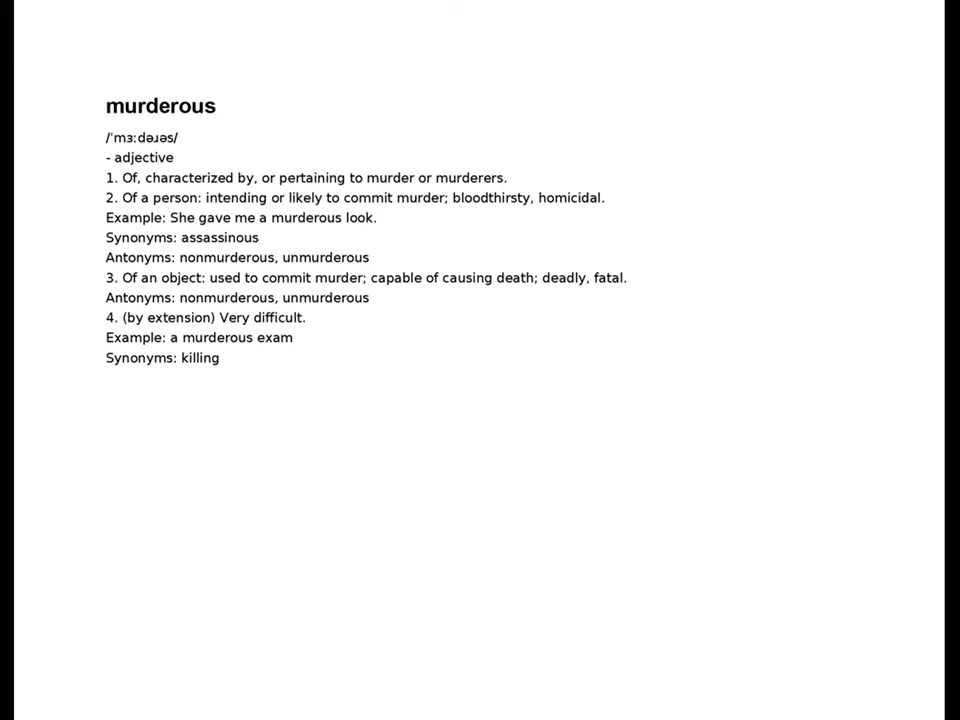 murderous
/ˈmɜːdəɹəs/
- adjective
1. Of, characterized by, or pertaining to murder or murderers.
2. Of a person: intending or likely to commit murder; bloodthirsty, homicidal.
Example: She gave me a murderous look.
Synonyms: assassinous
Antonyms: nonmurderous, unmurderous
3. Of an object: used to commit murder; capable of causing death; deadly, fatal.
Antonyms: nonmurderous, unmurderous
4. (by extension) Very difficult.
Example: a murderous exam
Synonyms: killing